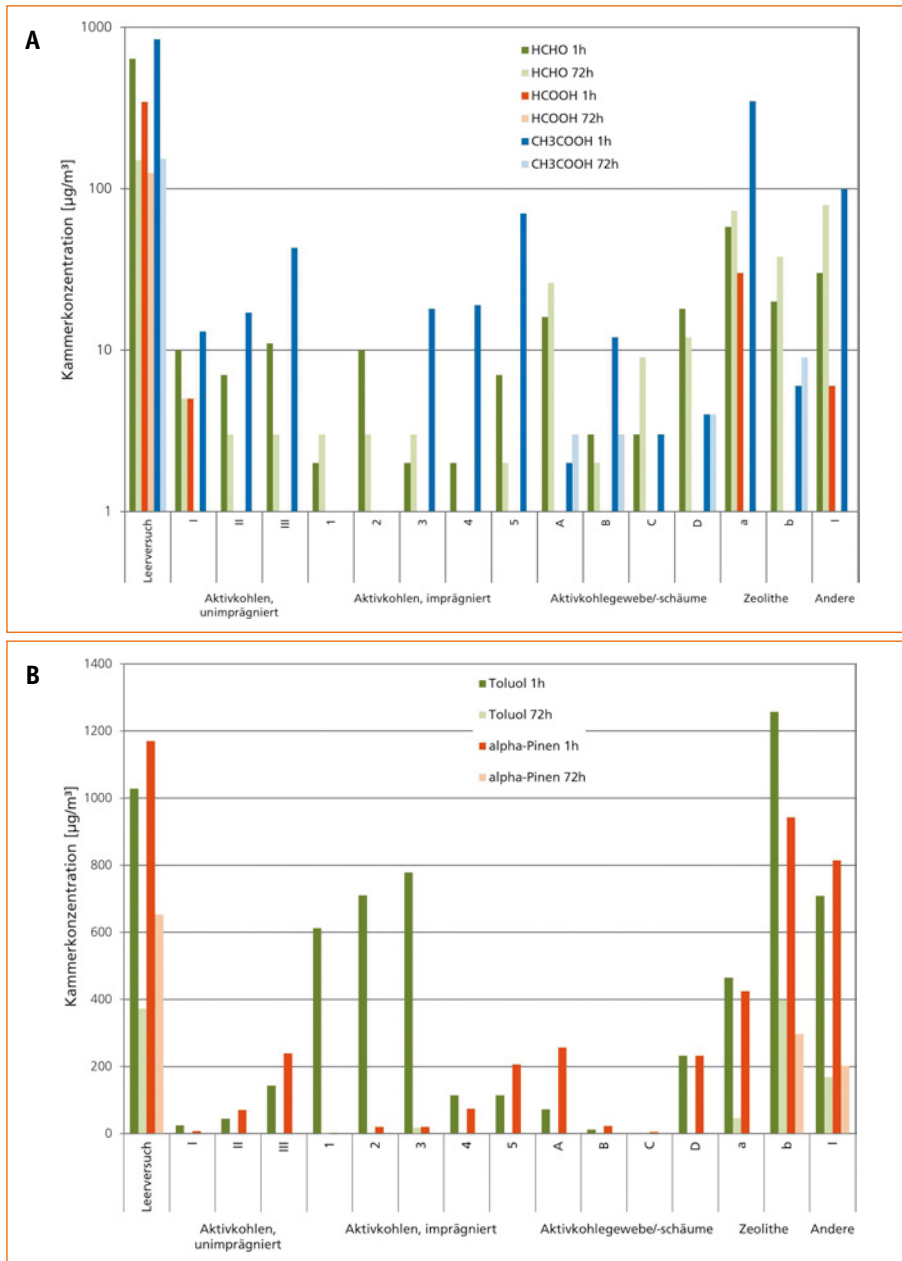 A
Kammerkonzentration [µg/m³]
1000
100
10
1
HCHO 1h
HCHO 72h
HCOOH 1h
HCOOH 72h
CH3COOH 1h
CH3COOH 72h
Leerversuch
I
II
III
1
2
3
4
5
A
B
C
D
a
b
I
Aktivkohlen,
unimprägniert
Aktivkohlen, imprägniert
Aktivkohlegewebe/-schäume
Zeolithe
Andere
B
Kammerkonzentration [µg/m³]
1400
1200
1000
800
600
400
200
0
Toluol 1h
Toluol 72h
alpha-Pinen 1h
alpha-Pinen 72h
Leerversuch
I
II
III
1
2
3
4
5
A
B
C
D
a
b
I
Aktivkohlen,
unimprägniert
Aktivkohlen, imprägniert
Aktivkohlegewebe/-schäume
Zeolithe
Andere